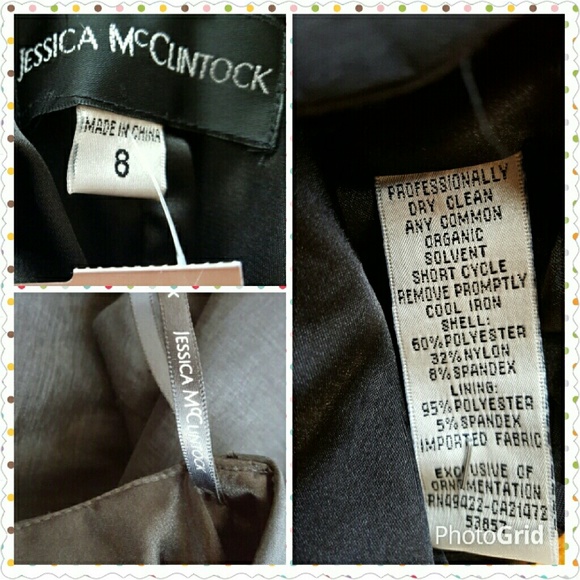 JESSICA McCLINTOCK
MADE IN CHINA
8
JESSICA McCLINTOCK
PROFESSIONALLY
DRY CLEAN
ANY COMMON
ORGANIC
SOLVENT
SHORT CYCLE
REMOVE PROMPTLY
COOL IRON
SHELL:
60% POLYESTER
32% NYLON
8% SPANDEX
LINING:
95% POLYESTER
5% SPANDEX
IMPORTED FABRIC
EXCLUSIVE OF
ORNAMENTATION
RN49422-CA21472
53857
PhotoGrid